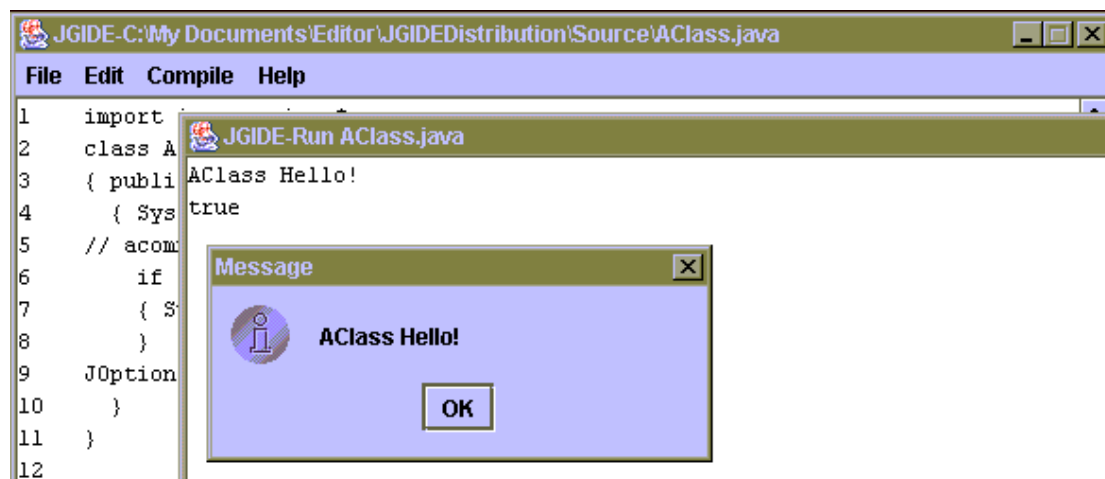 JGIDE-C:\My Documents\Editor\JGIDEDistribution\Source\AClass.java
File Edit Compile Help
1 import
2 class A
3 { publi
4 { Sys
5 // acom
6 if
7 {
8 }
9 JOption
10 }
11 }
12
JGIDE-Run AClass.java
AClass Hello!
true
Message
AClass Hello!
OK